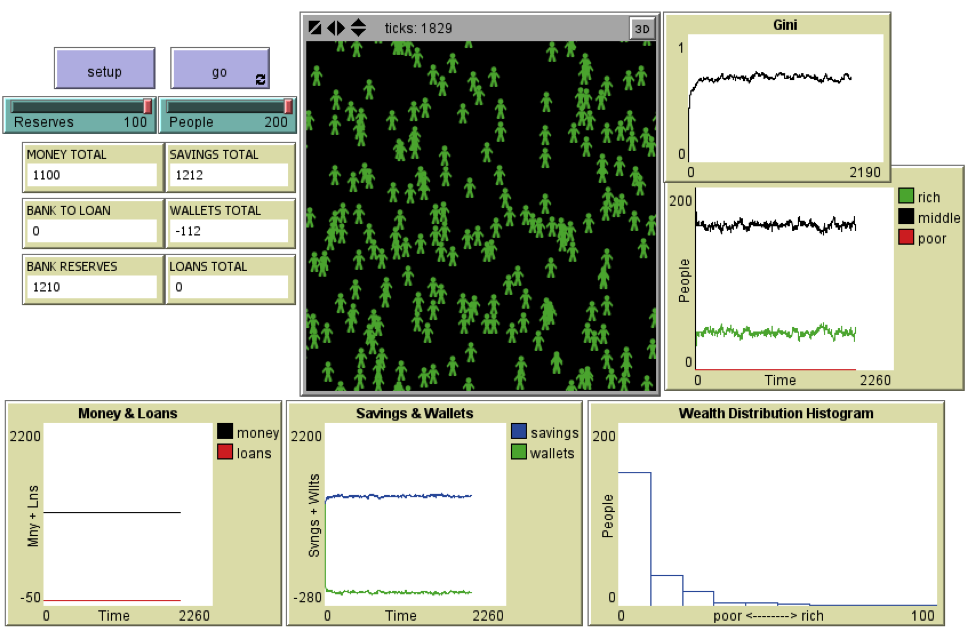 ticks: 1829
3D
setup
go
Reserves 100
People 200
MONEY TOTAL
1100
SAVINGS TOTAL
1212
BANK TO LOAN
0
WALLETS TOTAL
-112
BANK RESERVES
1210
LOANS TOTAL
0
Gini
1
0
0 2190
200
People
0
0 Time 2260
rich
middle
poor
Money & Loans
2200
Mny + Lns
-50
0 Time 2260
money
loans
Savings & Wallets
2200
Svngs + Wllts
-280
0 Time 2260
savings
wallets
Wealth Distribution Histogram
200
People
0
0 poor <--------> rich 100